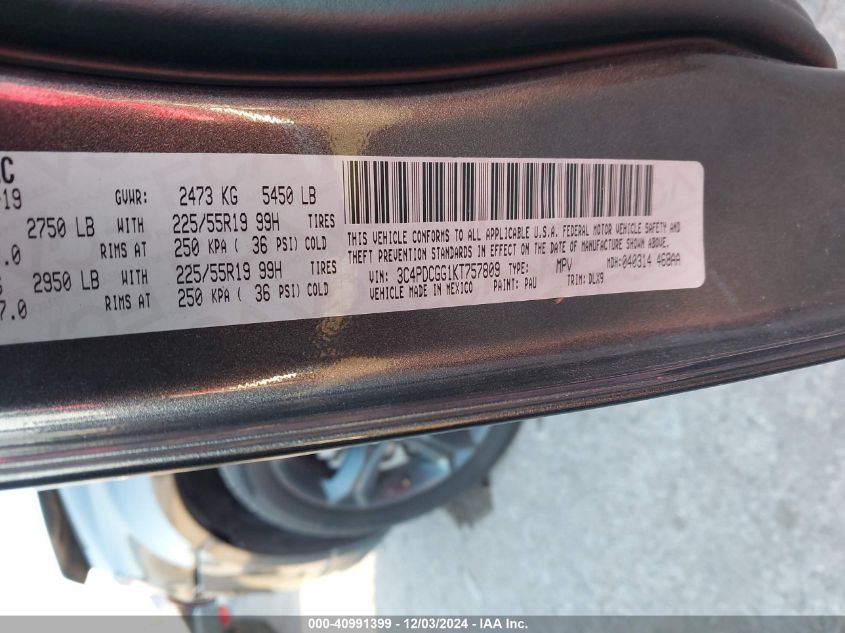 C
-19 GVWR: 2473 KG 5450 LB
2750 LB WITH 225/55R19 99H TIRES
.0 RIMS AT 250 KPA ( 36 PSI) COLD
2950 LB WITH 225/55R19 99H TIRES
7.0 RIMS AT 250 KPA ( 36 PSI) COLD
THIS VEHICLE CONFORMS TO ALL APPLICABLE U.S.A. FEDERAL MOTOR VEHICLE SAFETY AND
THEFT PREVENTION STANDARDS IN EFFECT ON THE DATE OF MANUFACTURE SHOWN ABOVE.
VIN: 3C4PDCGG1KT757809 TYPE: MPV MDH:040314 468AA
VEHICLE MADE IN MEXICO PAINT: PAU TRIM: DLX9
000-40991399 - 12/03/2024 - IAA Inc.